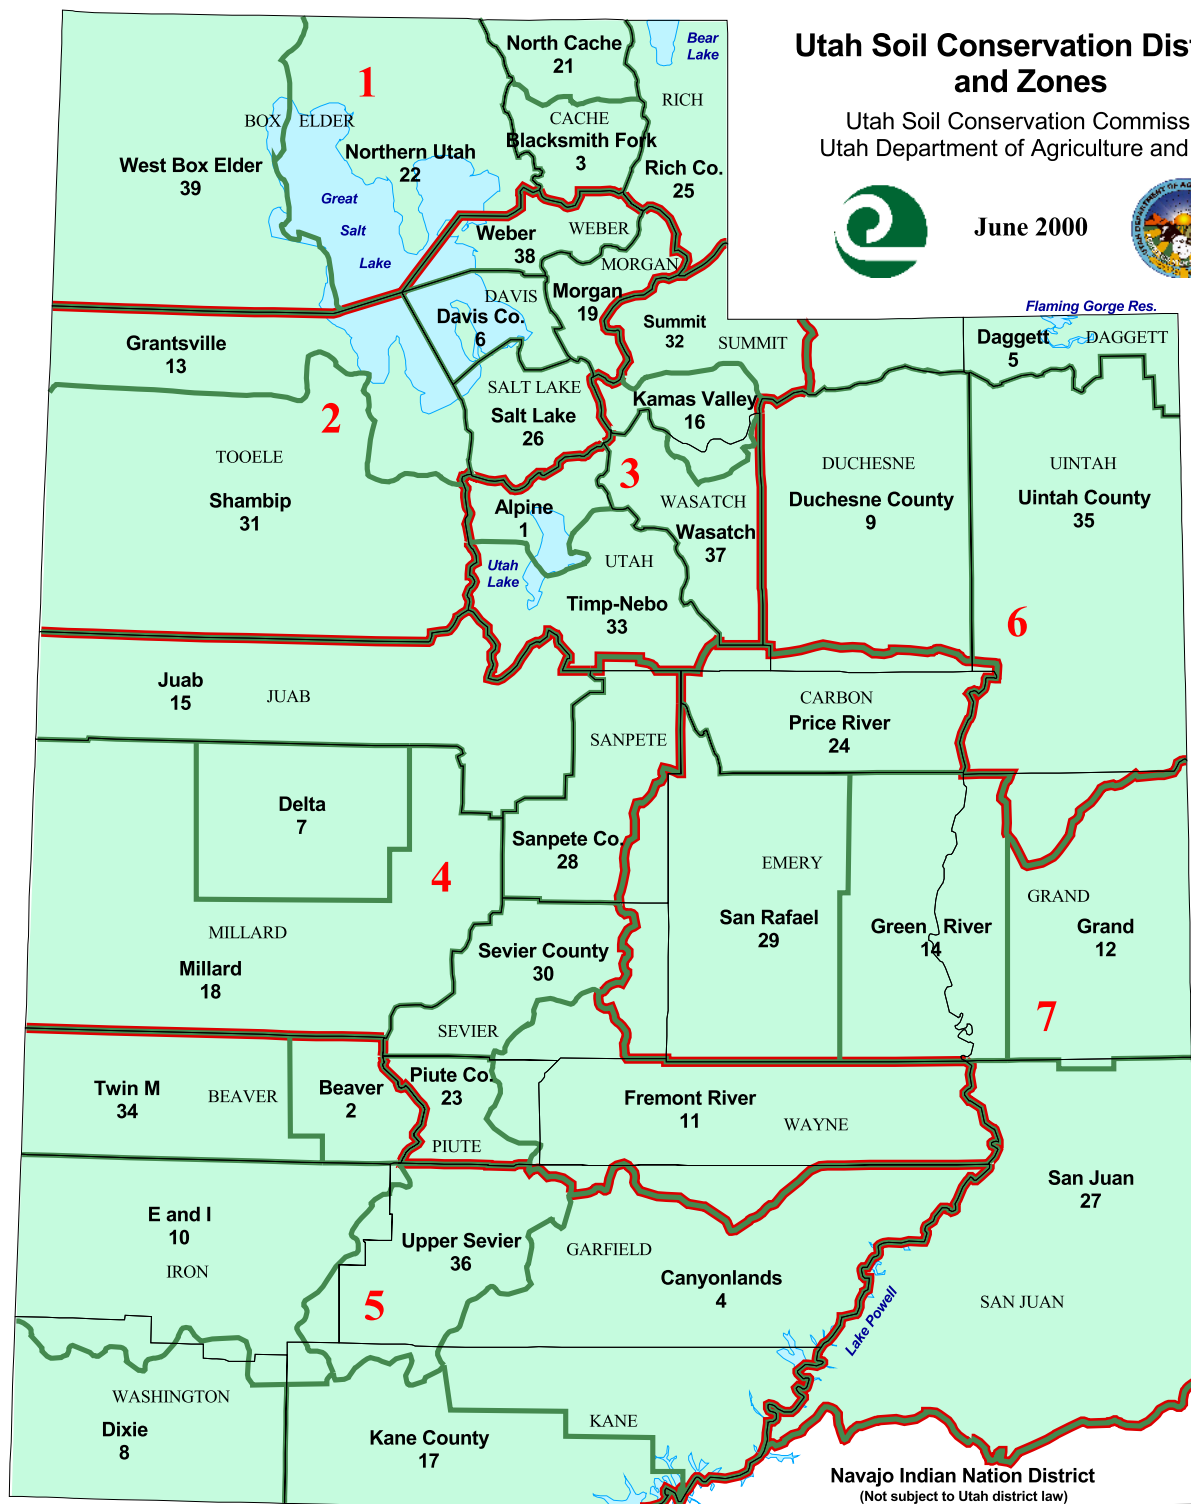 Utah Soil Conservation Dist
and Zones
Utah Soil Conservation Commiss
Utah Department of Agriculture and
June 2000
North Cache
21
Bear
Lake
1
RICH
BOX ELDER
CACHE
Blacksmith Fork
3
Northern Utah
22
West Box Elder
39
Rich Co.
25
Great
Salt
Lake
Weber
38
WEBER
MORGAN
DAVIS
Morgan
19
Davis Co.
6
Flaming Gorge Res.
Grantsville
13
Summit
32
SUMMIT
Daggett
5
DAGGETT
SALT LAKE
Salt Lake
26
Kamas Valley
16
2
TOOELE
3
DUCHESNE
UINTAH
Shambip
31
Alpine
1
WASATCH
Wasatch
37
Duchesne County
9
Uintah County
35
Utah
Lake
UTAH
Timp-Nebo
33
6
Juab
15
JUAB
CARBON
Price River
24
SANPETE
Delta
7
Sanpete Co.
28
EMERY
4
GRAND
San Rafael
29
Green River
14
Grand
12
MILLARD
Millard
18
Sevier County
30
7
SEVIER
Twin M
34
BEAVER
Beaver
2
Piute Co.
23
Fremont River
11
WAYNE
PIUTE
San Juan
27
E and I
10
IRON
Upper Sevier
36
GARFIELD
Canyonlands
4
5
Lake Powell
SAN JUAN
WASHINGTON
Dixie
8
KANE
Kane County
17
Navajo Indian Nation District
(Not subject to Utah district law)